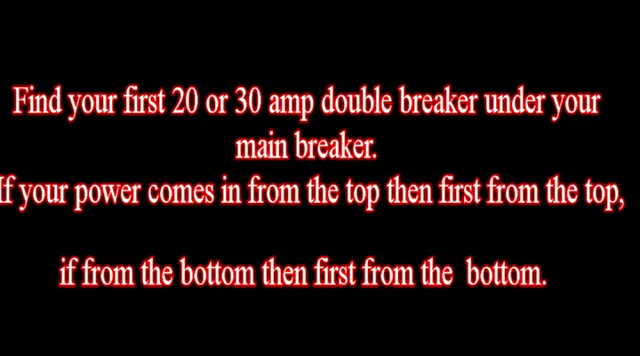 Find your first 20 or 30 amp double breaker under your
main breaker.
If your power comes in from the top then first from the top,
if from the bottom then first from the bottom.